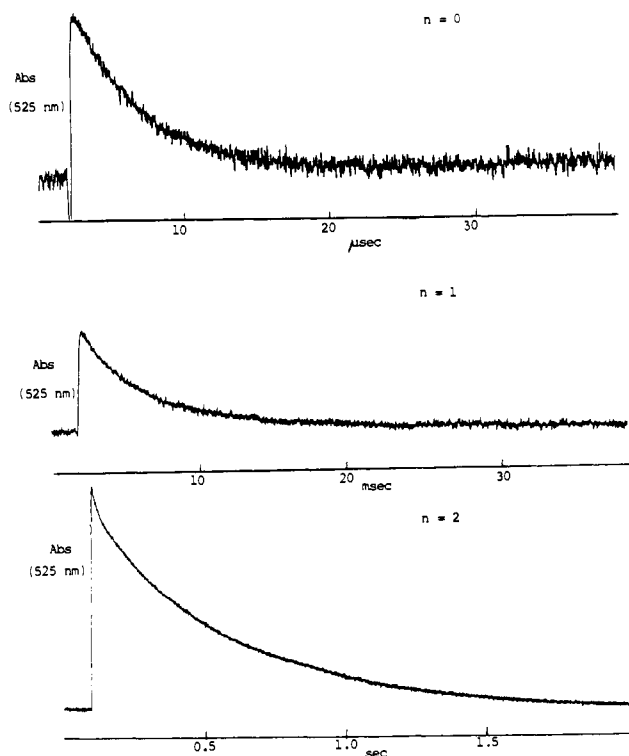 n = 0
Abs
(525 nm)
10
20
30
μsec
n = 1
Abs
(525 nm)
10
20
30
msec
n = 2
Abs
(525 nm)
0.5
1.0
1.5
sec